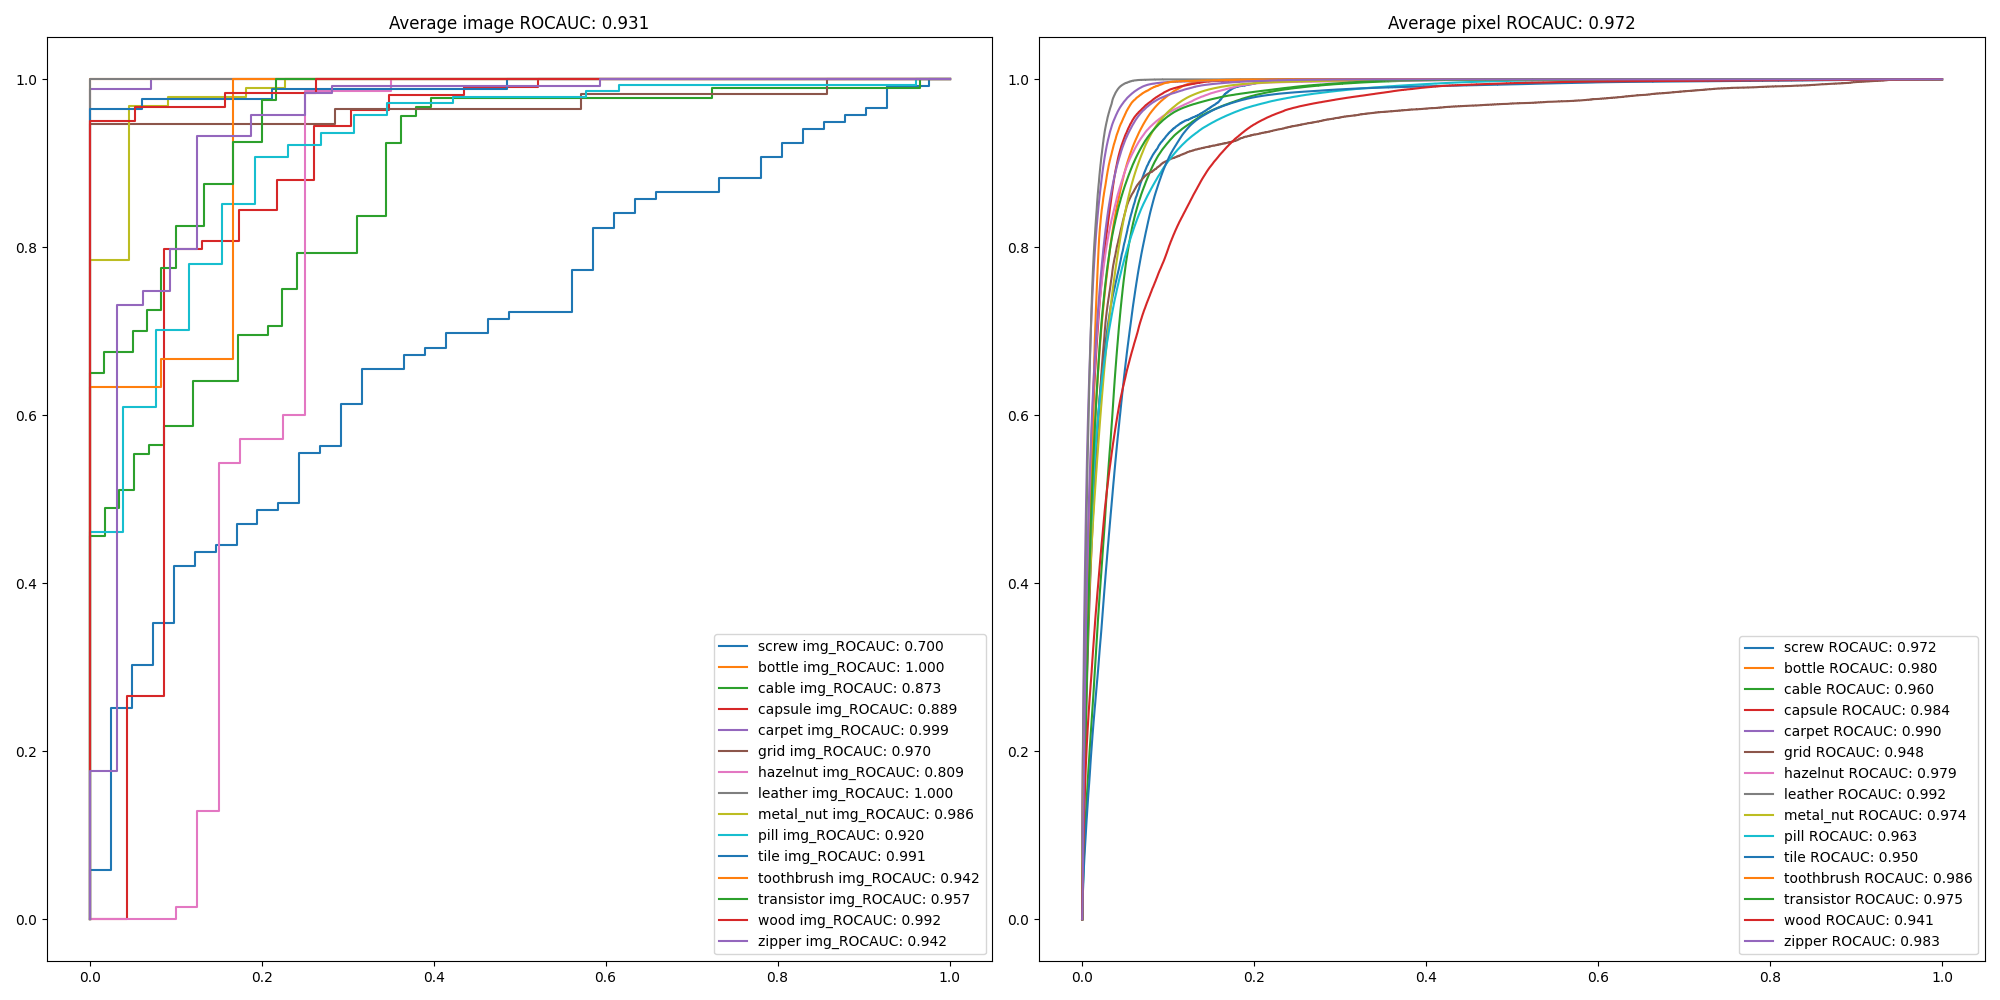 Average image ROCAUC: 0.931
1.0
0.8
0.6
0.4
0.2
0.0
0.0 0.2 0.4 0.6 0.8 1.0
screw img_ROCAUC: 0.700
bottle img_ROCAUC: 1.000
cable img_ROCAUC: 0.873
capsule img_ROCAUC: 0.889
carpet img_ROCAUC: 0.999
grid img_ROCAUC: 0.970
hazelnut img_ROCAUC: 0.809
leather img_ROCAUC: 1.000
metal_nut img_ROCAUC: 0.986
pill img_ROCAUC: 0.920
tile img_ROCAUC: 0.991
toothbrush img_ROCAUC: 0.942
transistor img_ROCAUC: 0.957
wood img_ROCAUC: 0.992
zipper img_ROCAUC: 0.942
Average pixel ROCAUC: 0.972
1.0
0.8
0.6
0.4
0.2
0.0
0.0 0.2 0.4 0.6 0.8 1.0
screw ROCAUC: 0.972
bottle ROCAUC: 0.980
cable ROCAUC: 0.960
capsule ROCAUC: 0.984
carpet ROCAUC: 0.990
grid ROCAUC: 0.948
hazelnut ROCAUC: 0.979
leather ROCAUC: 0.992
metal_nut ROCAUC: 0.974
pill ROCAUC: 0.963
tile ROCAUC: 0.950
toothbrush ROCAUC: 0.986
transistor ROCAUC: 0.975
wood ROCAUC: 0.941
zipper ROCAUC: 0.983